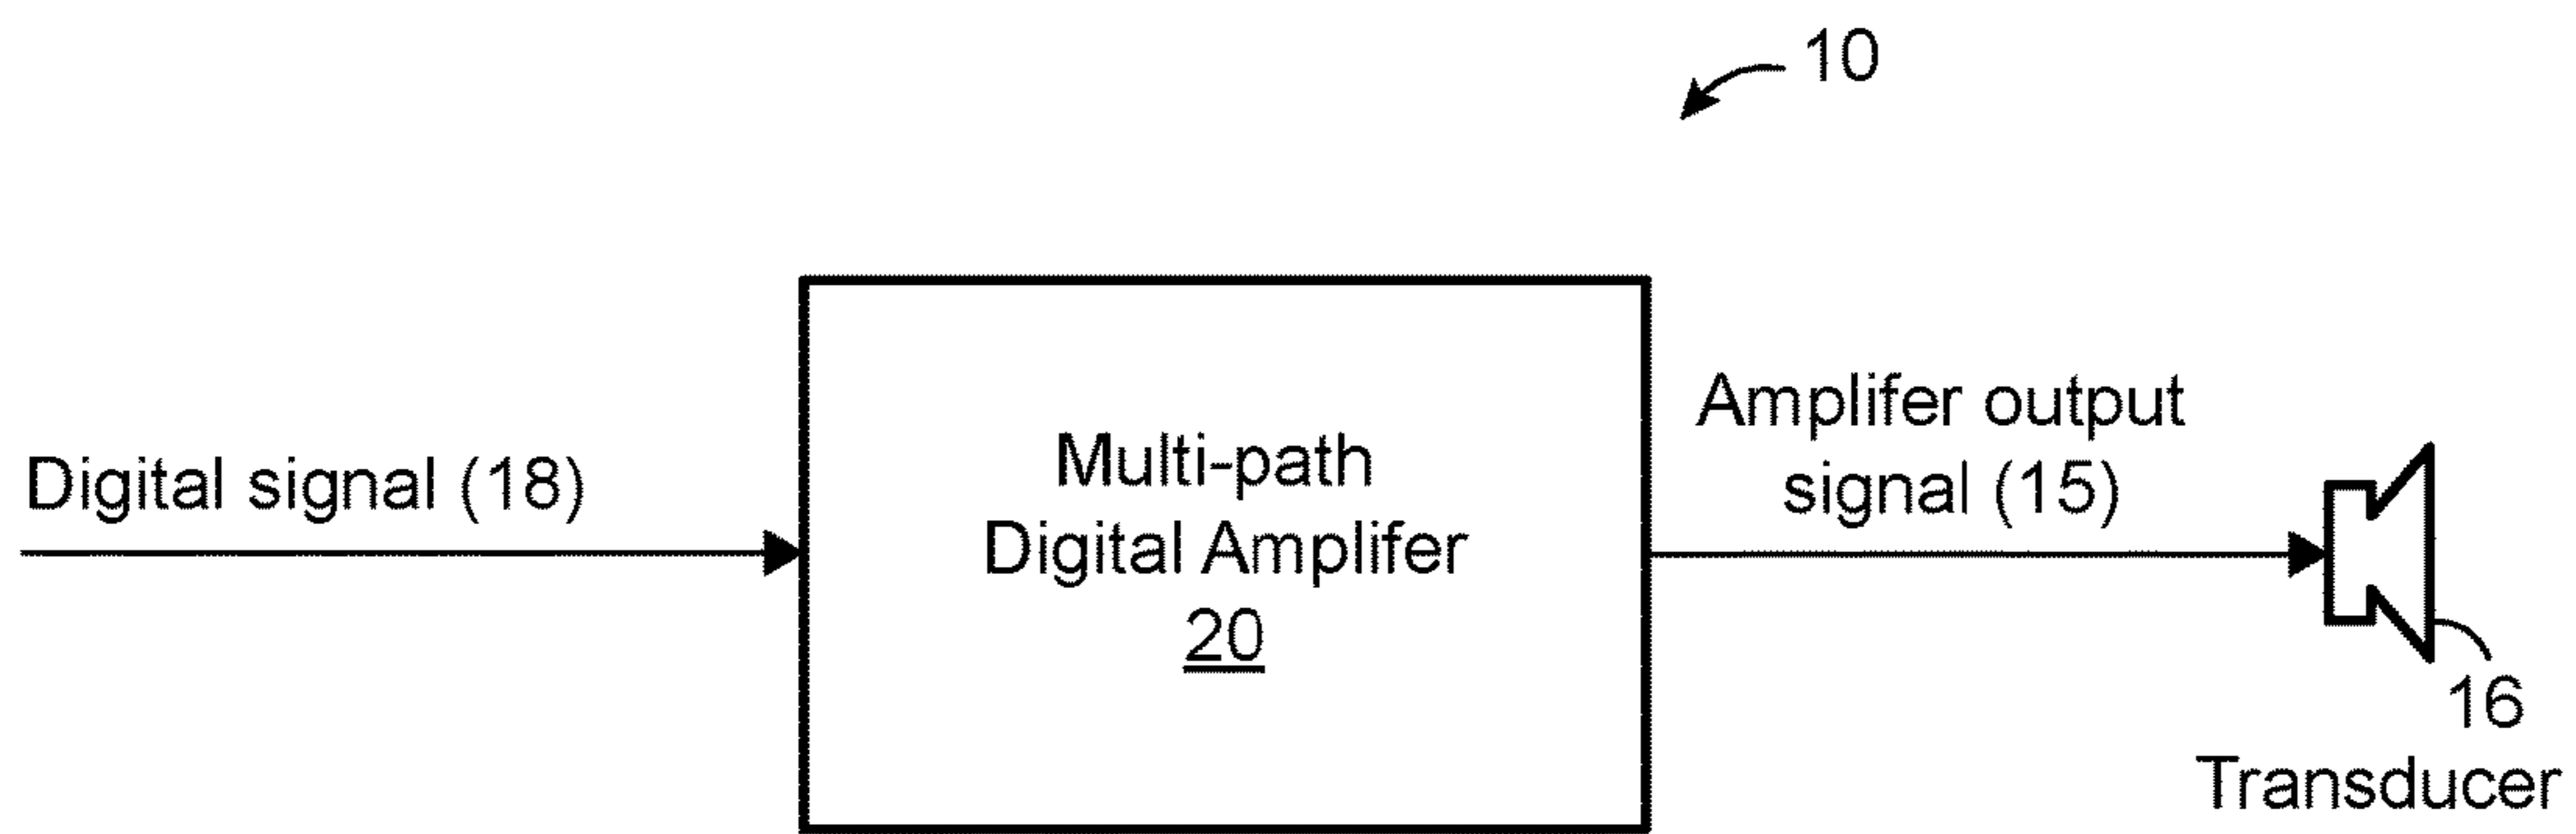 10
Digital signal (18)
Multi-path
Digital Amplifer
20
Amplifer output
signal (15)
16
Transducer